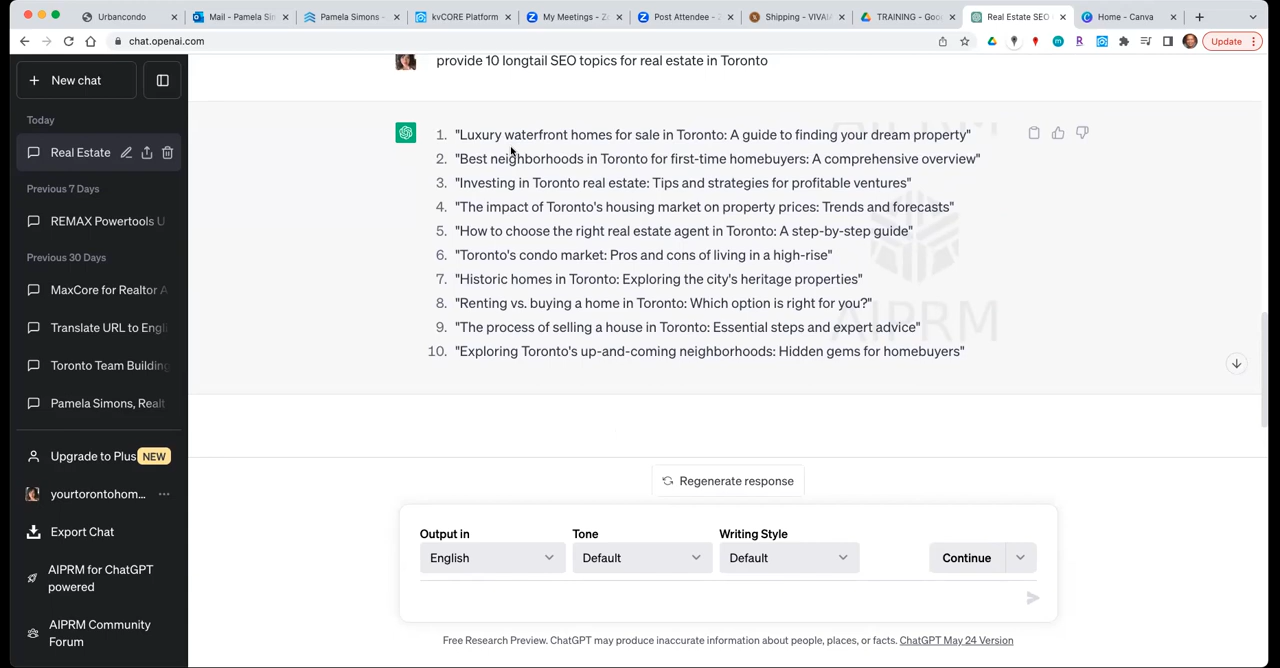 Urbancondo
Mail - Pamela Sim
Pamela Simons -
kvCORE Platform
My Meetings - Zo
Post Attendee - Z
Shipping - VIVAI
TRAINING - Goo
Real Estate SEO
Home - Canva
chat.openai.com
Update
New chat
Today
Real Estate
Previous 7 Days
REMAX Powertools U
Previous 30 Days
MaxCore for Realtor A
Translate URL to Engli
Toronto Team Building
Pamela Simons, Realt
Upgrade to Plus NEW
yourtorontohom...
Export Chat
AIPRM for ChatGPT
powered
AIPRM Community
Forum
provide 10 longtail SEO topics for real estate in Toronto
1. "Luxury waterfront homes for sale in Toronto: A guide to finding your dream property"
2. "Best neighborhoods in Toronto for first-time homebuyers: A comprehensive overview"
3. "Investing in Toronto real estate: Tips and strategies for profitable ventures"
4. "The impact of Toronto's housing market on property prices: Trends and forecasts"
5. "How to choose the right real estate agent in Toronto: A step-by-step guide"
6. "Toronto's condo market: Pros and cons of living in a high-rise"
7. "Historic homes in Toronto: Exploring the city's heritage properties"
8. "Renting vs. buying a home in Toronto: Which option is right for you?"
9. "The process of selling a house in Toronto: Essential steps and expert advice"
10. "Exploring Toronto's up-and-coming neighborhoods: Hidden gems for homebuyers"
AIPRM
Regenerate response
Output in
Tone
Writing Style
English
Default
Default
Continue
Free Research Preview. ChatGPT may produce inaccurate information about people, places, or facts. ChatGPT May 24 Version